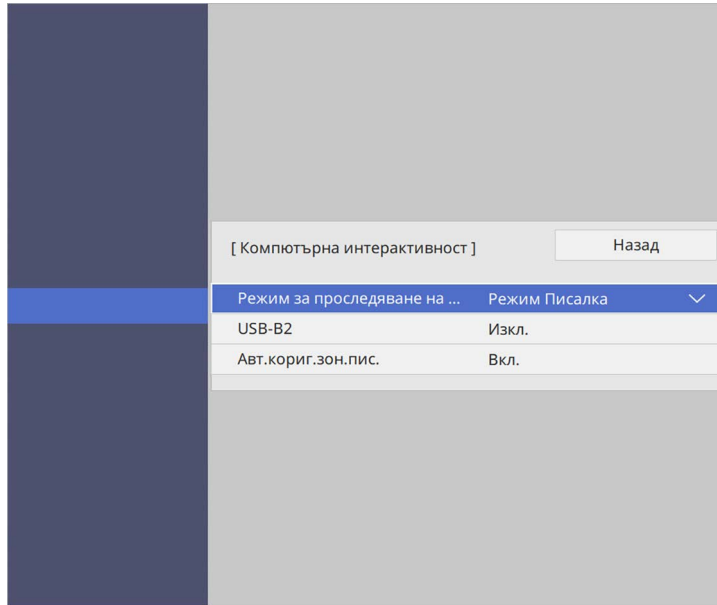 [ Компютърна интерактивност ]
Назад
Режим за проследяване на ... Режим Писалка
USB-B2 Изкл.
Авт.кориг.зон.пис. Вкл.